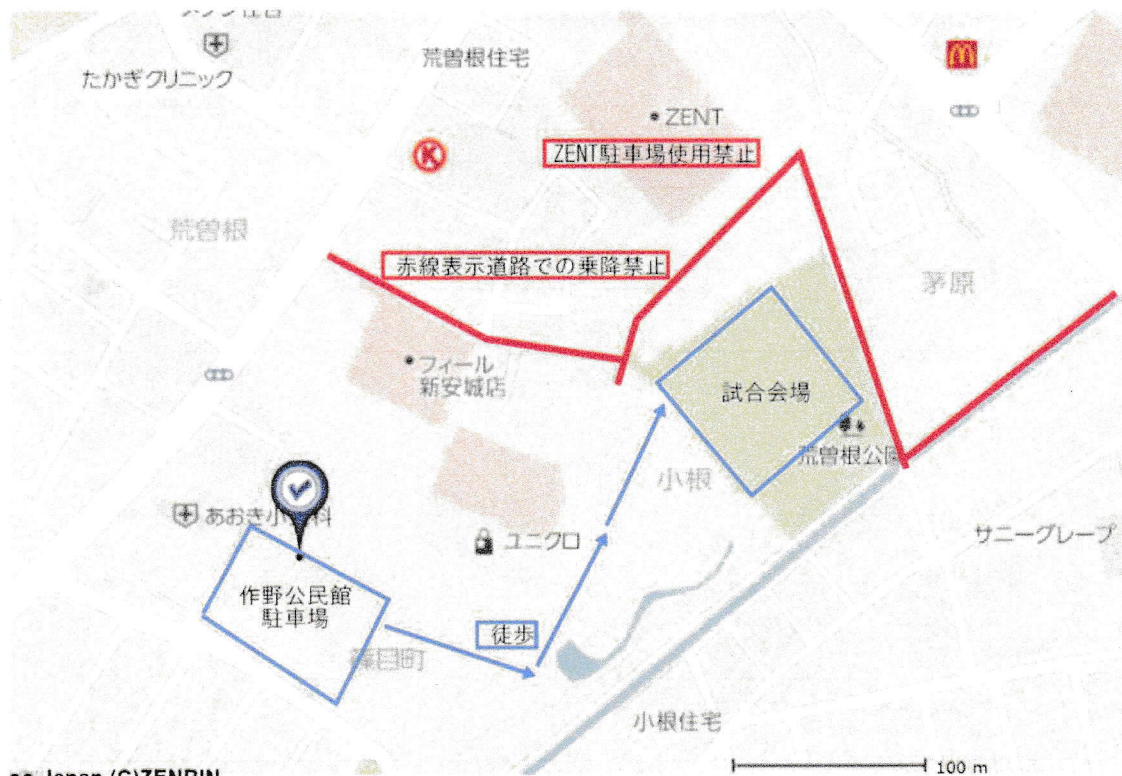 たかぎクリニック
荒曽根住宅
ZENT
ZENT駐車場使用禁止
K
荒曽根
赤線表示道路での乗降禁止
茅原
フィール
新安城店
試合会場
荒曽根公園
小根
あおき小児科
ユニクロ
サニーグレープ
作野公民館
駐車場
徒歩
篠目町
小根住宅
100 m
Japan (C)ZENRIN